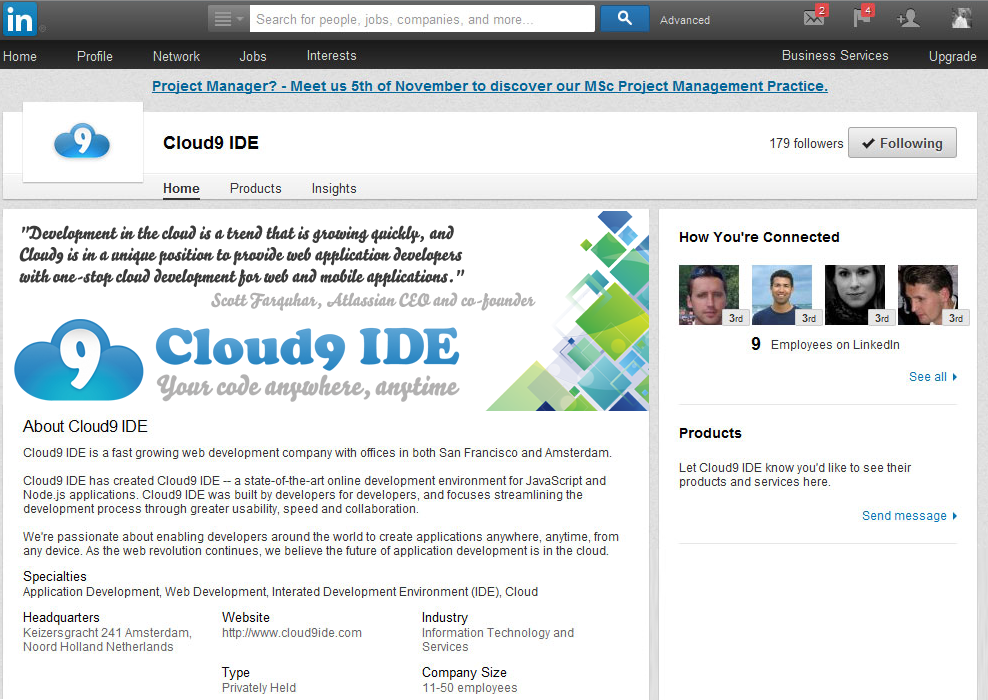 in
Search for people, jobs, companies, and more...
Advanced
2
4
Home Profile Network Jobs Interests Business Services Upgrade
Project Manager? - Meet us 5th of November to discover our MSc Project Management Practice.
9
Cloud9 IDE
179 followers
Following
Home Products Insights
"Development in the cloud is a trend that is growing quickly, and
Cloud9 is in a unique position to provide web application developers
with one-stop cloud development for web and mobile applications."
Scott Farquhar, Atlassian CEO and co-founder
9
Cloud9 IDE
Your code anywhere, anytime
About Cloud9 IDE
Cloud9 IDE is a fast growing web development company with offices in both San Francisco and Amsterdam.
Cloud9 IDE has created Cloud9 IDE -- a state-of-the-art online development environment for JavaScript and
Node.js applications. Cloud9 IDE was built by developers for developers, and focuses streamlining the
development process through greater usability, speed and collaboration.
We're passionate about enabling developers around the world to create applications anywhere, anytime, from
any device. As the web revolution continues, we believe the future of application development is in the cloud.
Specialties
Application Development, Web Development, Interated Development Environment (IDE), Cloud
Headquarters
Keizersgracht 241 Amsterdam,
Noord Holland Netherlands
Website
http://www.cloud9ide.com
Industry
Information Technology and
Services
Type
Privately Held
Company Size
11-50 employees
How You're Connected
3rd 3rd 3rd 3rd
9 Employees on LinkedIn
See all
Products
Let Cloud9 IDE know you'd like to see their
products and services here.
Send message